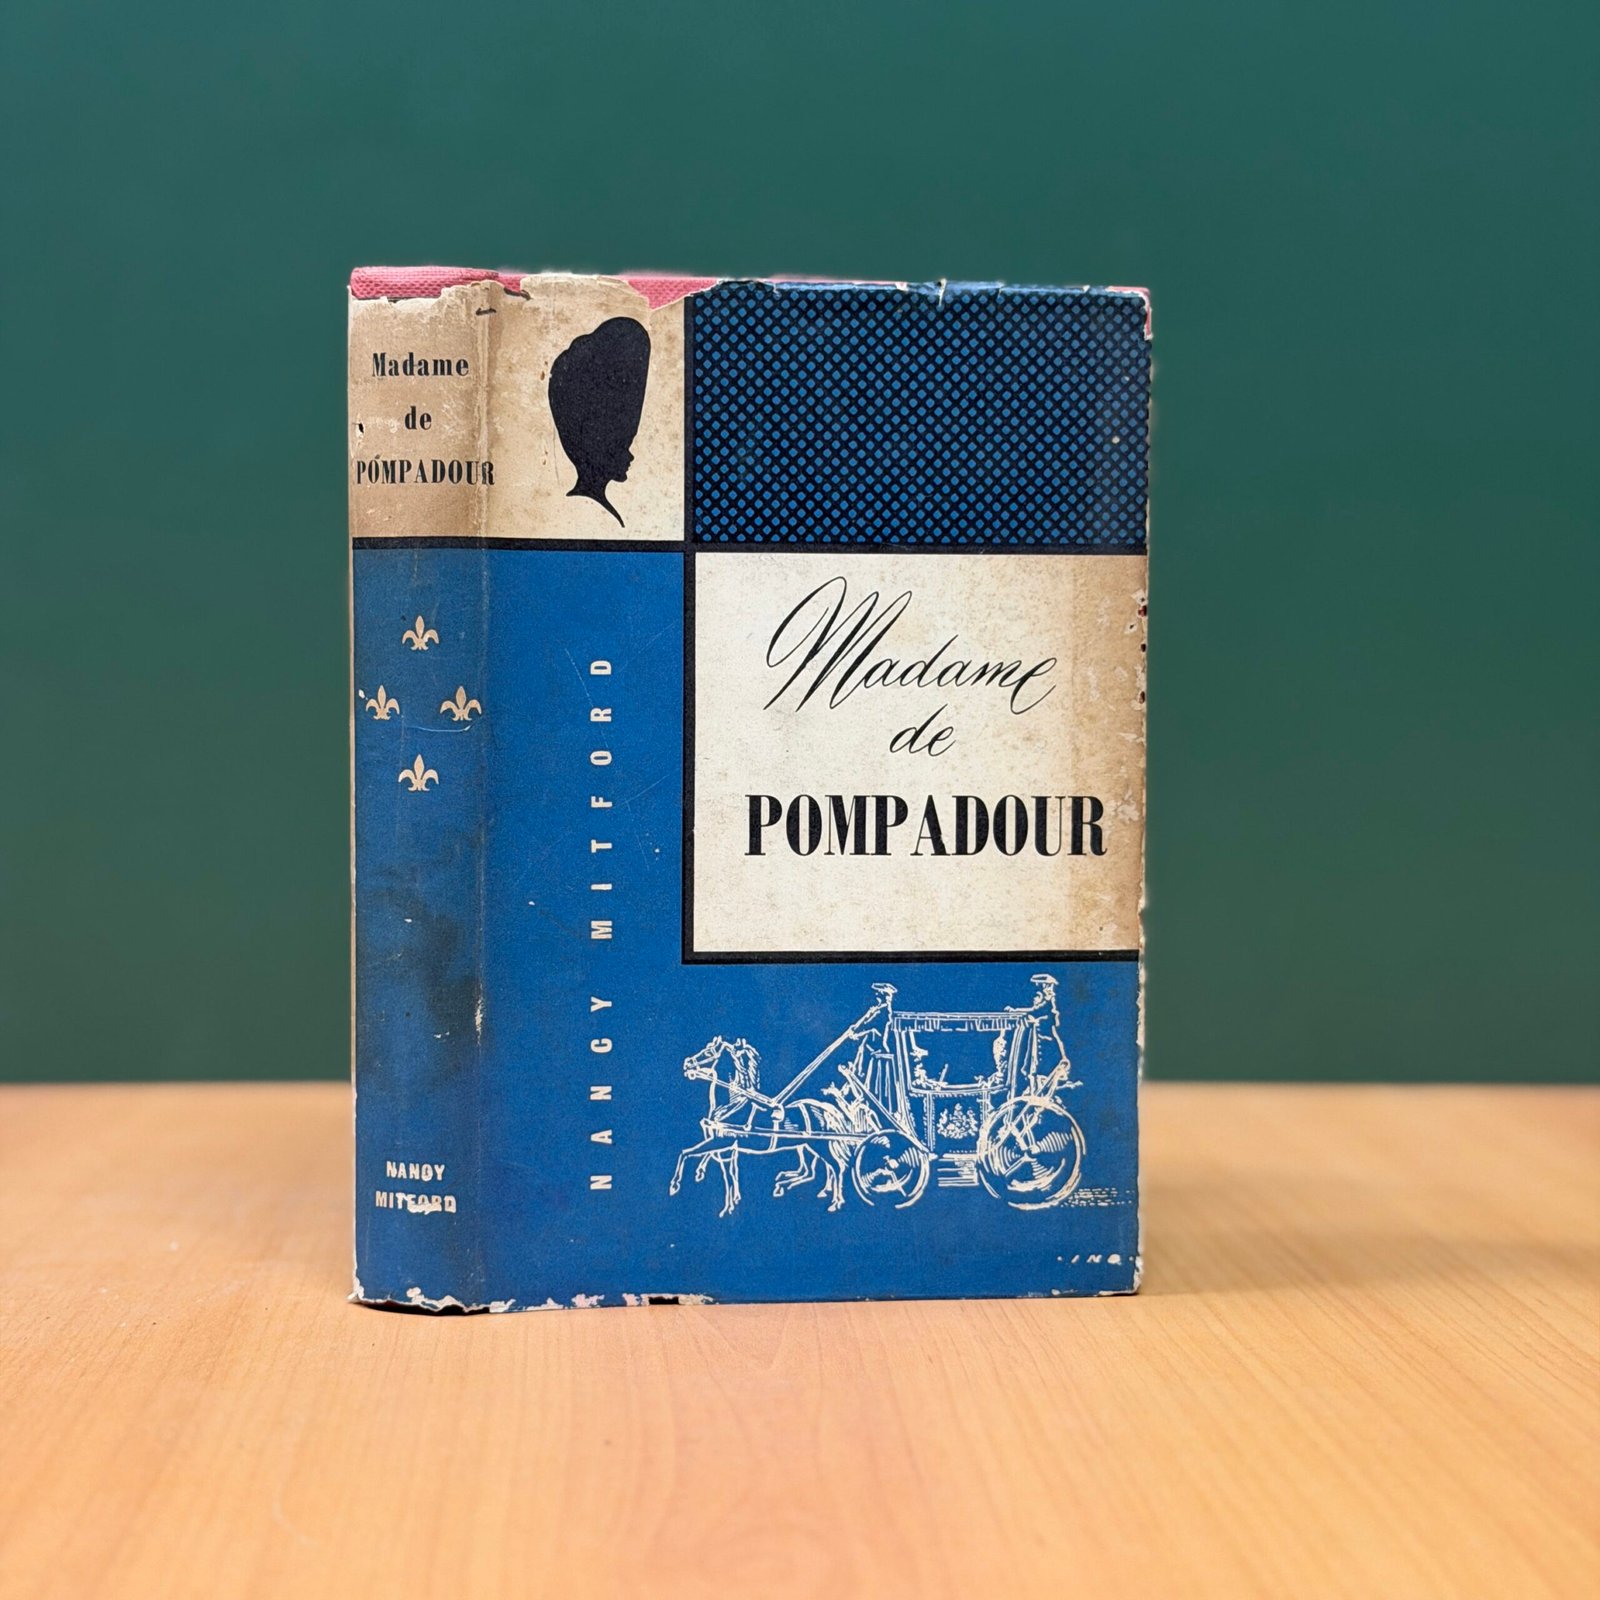 Madame
de
POMPADOUR
NANCY
MITFORD
NANCY MITFORD
Madame
de
POMPADOUR